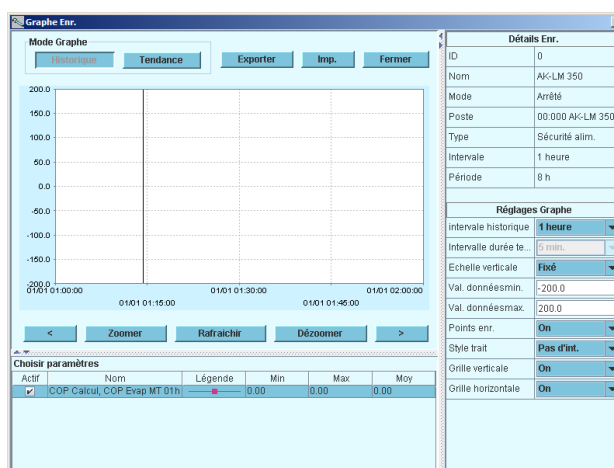 Graphe Enr.
Mode Graphe
Historique Tendance Exporter Imp. Fermer
200.0
150.0
100.0
50.0
0.0
-50.0
-100.0
-150.0
-200.0
01/01 01:00:00 01/01 01:30:00 01/01 02:00:00
01/01 01:15:00 01/01 01:45:00
< Zoomer Rafraichir Dézoomer >
Choisir paramètres
Actif Nom Légende Min Max Moy
COP Calcul, COP Evap MT 01h 0.00 0.00 0.00
Détails Enr.
ID 0
Nom AK-LM 350
Mode Arrêté
Poste 00:000 AK-LM 350
Type Sécurité alim.
Intervale 1 heure
Période 8 h
Réglages Graphe
intervale historique 1 heure
Intervalle durée te... 5 min.
Echelle verticale Fixé
Val. donnéesmin. -200.0
Val. donnéesmax. 200.0
Points enr. On
Style trait Pas d'int.
Grille verticale On
Grille horizontale On